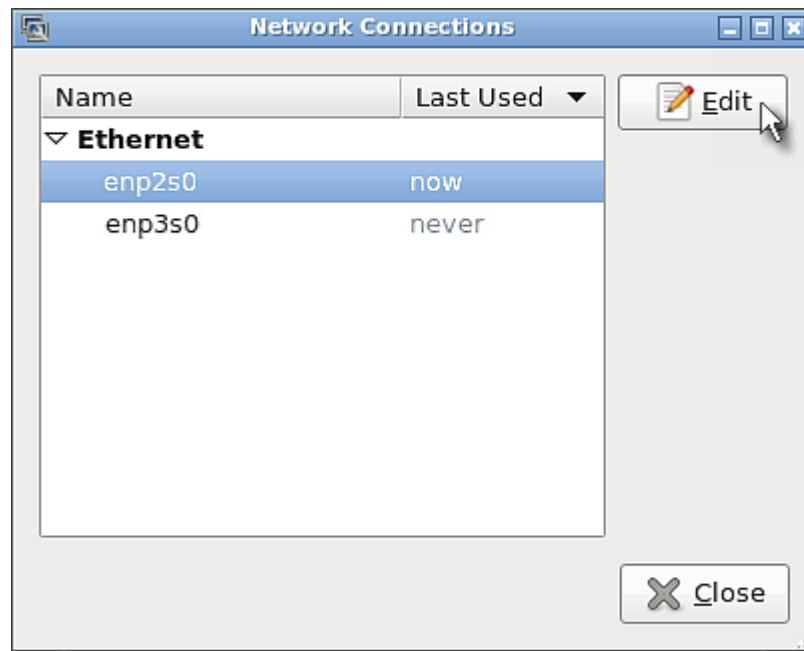 Network Connections
Name Last Used
Edit
Ethernet
enp2s0 now
enp3s0 never
Close